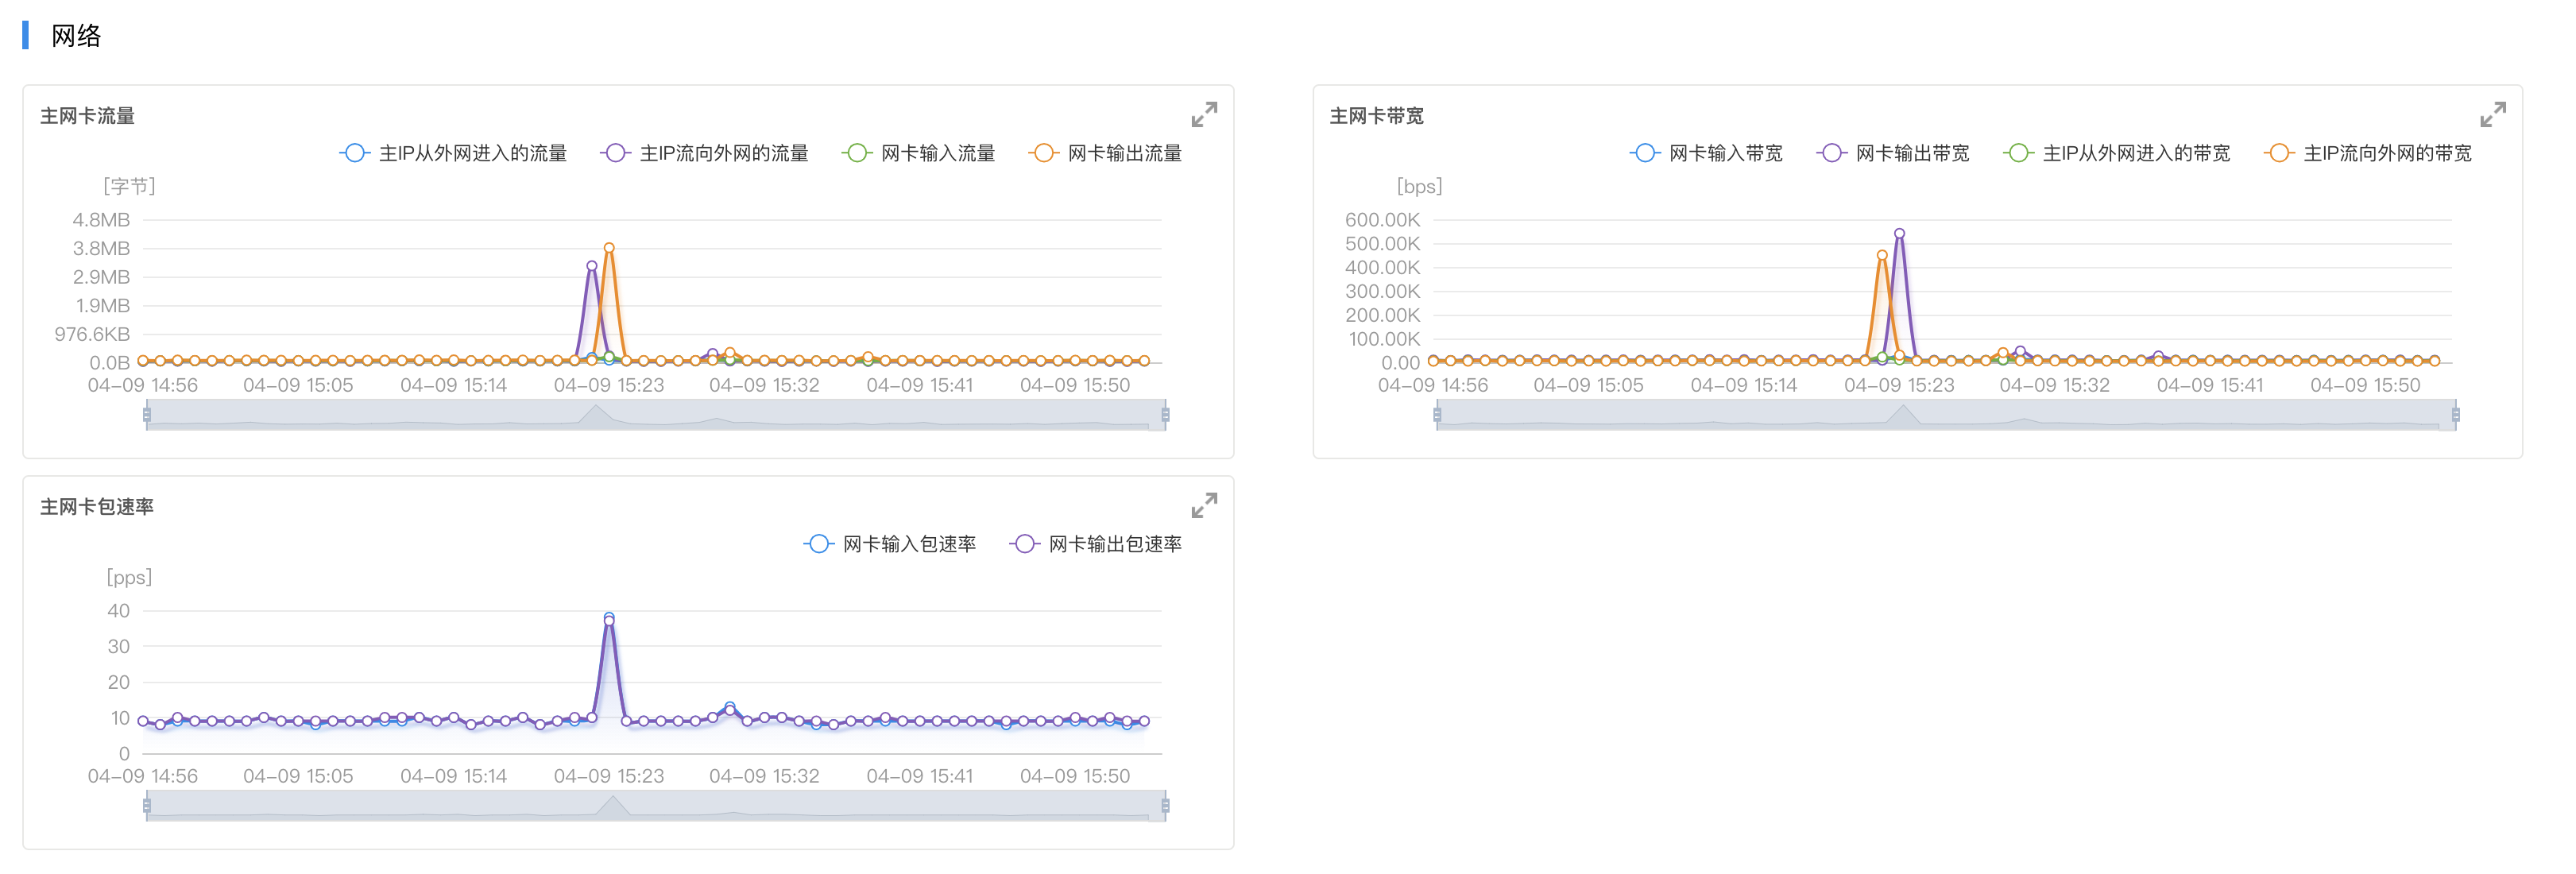 网络
主网卡流量
主IP从外网进入的流量 主IP流向外网的流量 网卡输入流量 网卡输出流量
[字节]
4.8MB
3.8MB
2.9MB
1.9MB
976.6KB
0.0B
04-09 14:56 04-09 15:05 04-09 15:14 04-09 15:23 04-09 15:32 04-09 15:41 04-09 15:50
主网卡带宽
网卡输入带宽 网卡输出带宽 主IP从外网进入的带宽 主IP流向外网的带宽
[bps]
600.00K
500.00K
400.00K
300.00K
200.00K
100.00K
0.00
04-09 14:56 04-09 15:05 04-09 15:14 04-09 15:23 04-09 15:32 04-09 15:41 04-09 15:50
主网卡包速率
网卡输入包速率 网卡输出包速率
[pps]
40
30
20
10
0
04-09 14:56 04-09 15:05 04-09 15:14 04-09 15:23 04-09 15:32 04-09 15:41 04-09 15:50